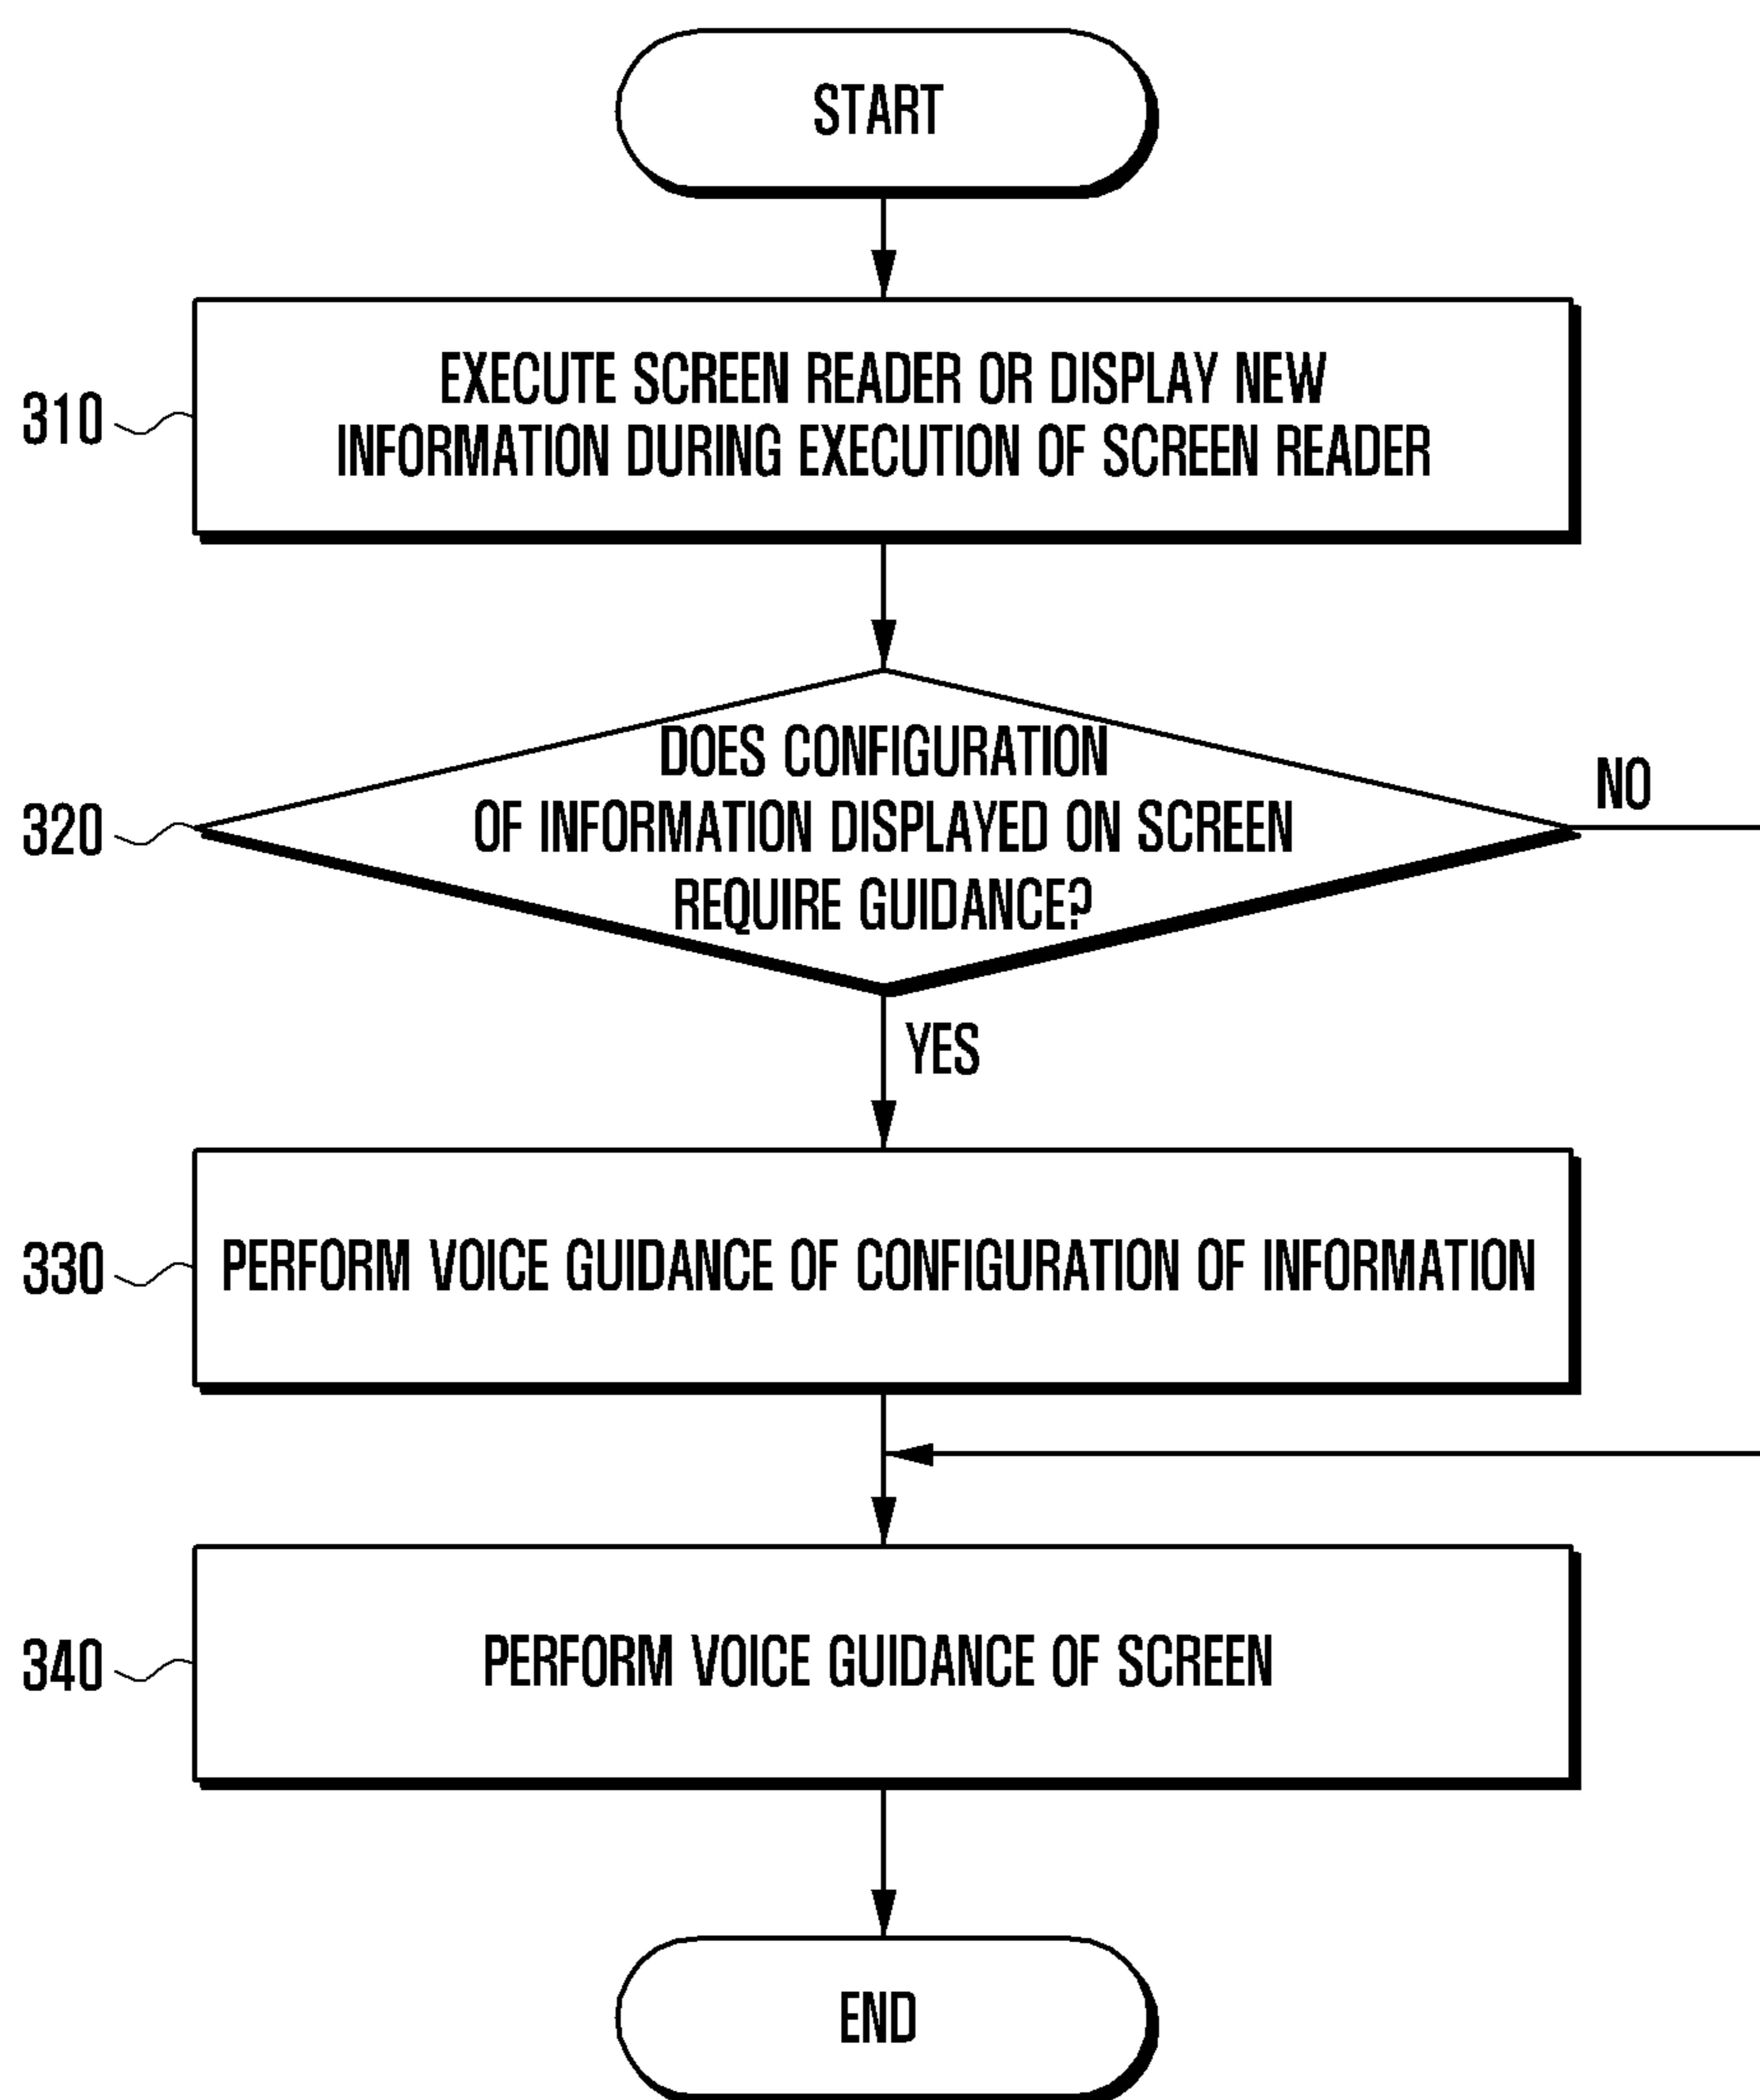 START
310
EXECUTE SCREEN READER OR DISPLAY NEW
INFORMATION DURING EXECUTION OF SCREEN READER
320
DOES CONFIGURATION
OF INFORMATION DISPLAYED ON SCREEN
REQUIRE GUIDANCE?
NO
YES
330
PERFORM VOICE GUIDANCE OF CONFIGURATION OF INFORMATION
340
PERFORM VOICE GUIDANCE OF SCREEN
END